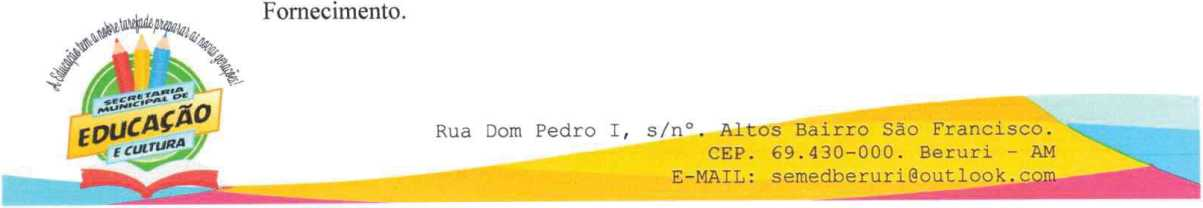 Fornecimento.
A Educação tem a nobre tarefa de preparar as novas gerações!
SECRETARIA
MUNICIPAL DE
EDUCAÇÃO
E CULTURA
Rua Dom Pedro I, s/nº. Altos Bairro São Francisco.
CEP. 69.430-000. Beruri - AM
E-MAIL: semedberuri@outlook.com